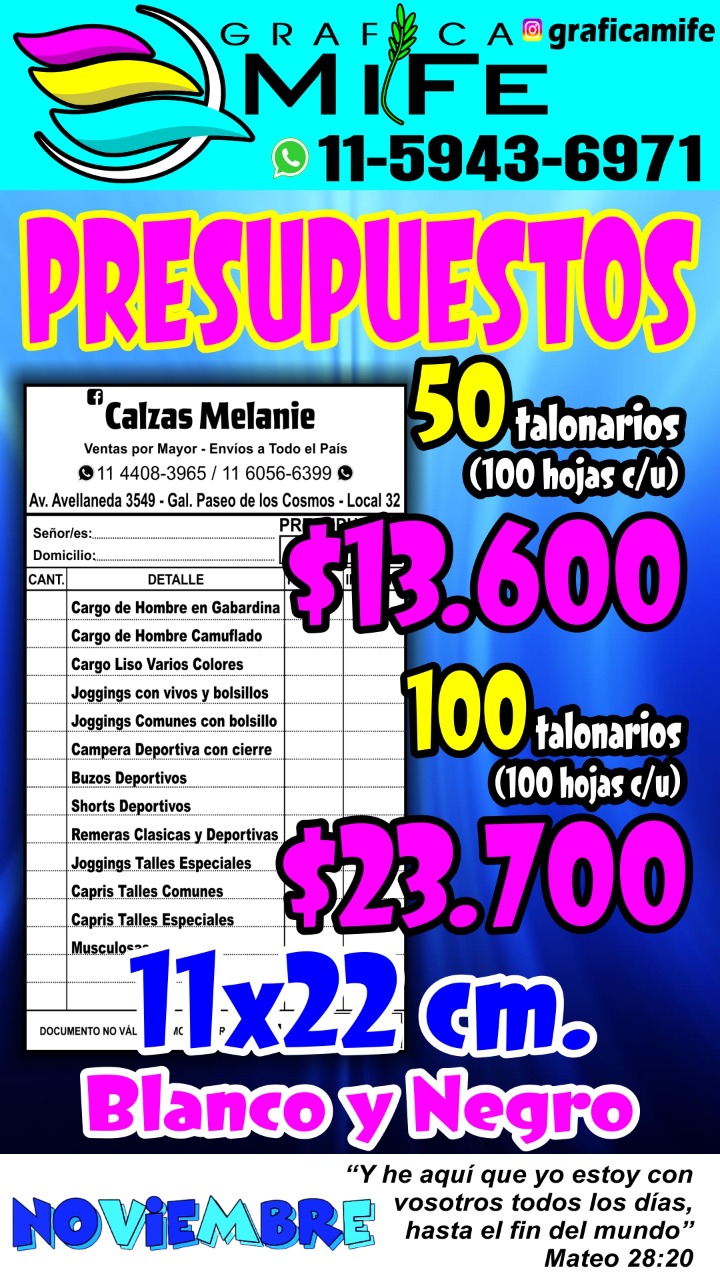 GRAFICA
graficamife
MiFE
11-5943-6971
PRESUPUESTOS
50 talonarios
(100 hojas c/u)
$13.600
100 talonarios
(100 hojas c/u)
$23.700
Calzas Melanie
Ventas por Mayor - Envíos a Todo el País
11 4408-3965 / 11 6056-6399
Av. Avellaneda 3549 - Gal. Paseo de los Cosmos - Local 32
Señor/es:
Domicilio:
CANT. DETALLE
Cargo de Hombre en Gabardina
Cargo de Hombre Camuflado
Cargo Liso Varios Colores
Joggings con vivos y bolsillos
Joggings Comunes con bolsillo
Campera Deportiva con cierre
Buzos Deportivos
Shorts Deportivos
Remeras Clasicas y Deportivas
Joggings Talles Especiales
Capris Talles Comunes
Capris Talles Especiales
Musculosas
DOCUMENTO NO
11x22 cm.
Blanco y Negro
NOViEMBRE
“Y he aquí que yo estoy con
vosotros todos los días,
hasta el fin del mundo”
Mateo 28:20